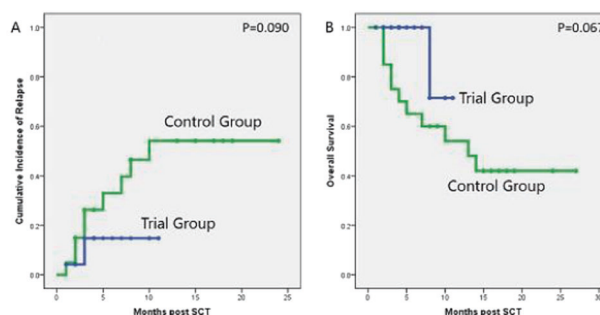 A
P=0.090
Cumulative Incidence of Relapse
1.0
0.8
0.6
0.4
0.2
0.0
Control Group
Trial Group
0 5 10 15 20 25
Months post SCT
B
P=0.067
Overall Survival
1.0
0.8
0.6
0.4
0.2
0.0
Trial Group
Control Group
0 5 10 15 20 25 30
Months post SCT